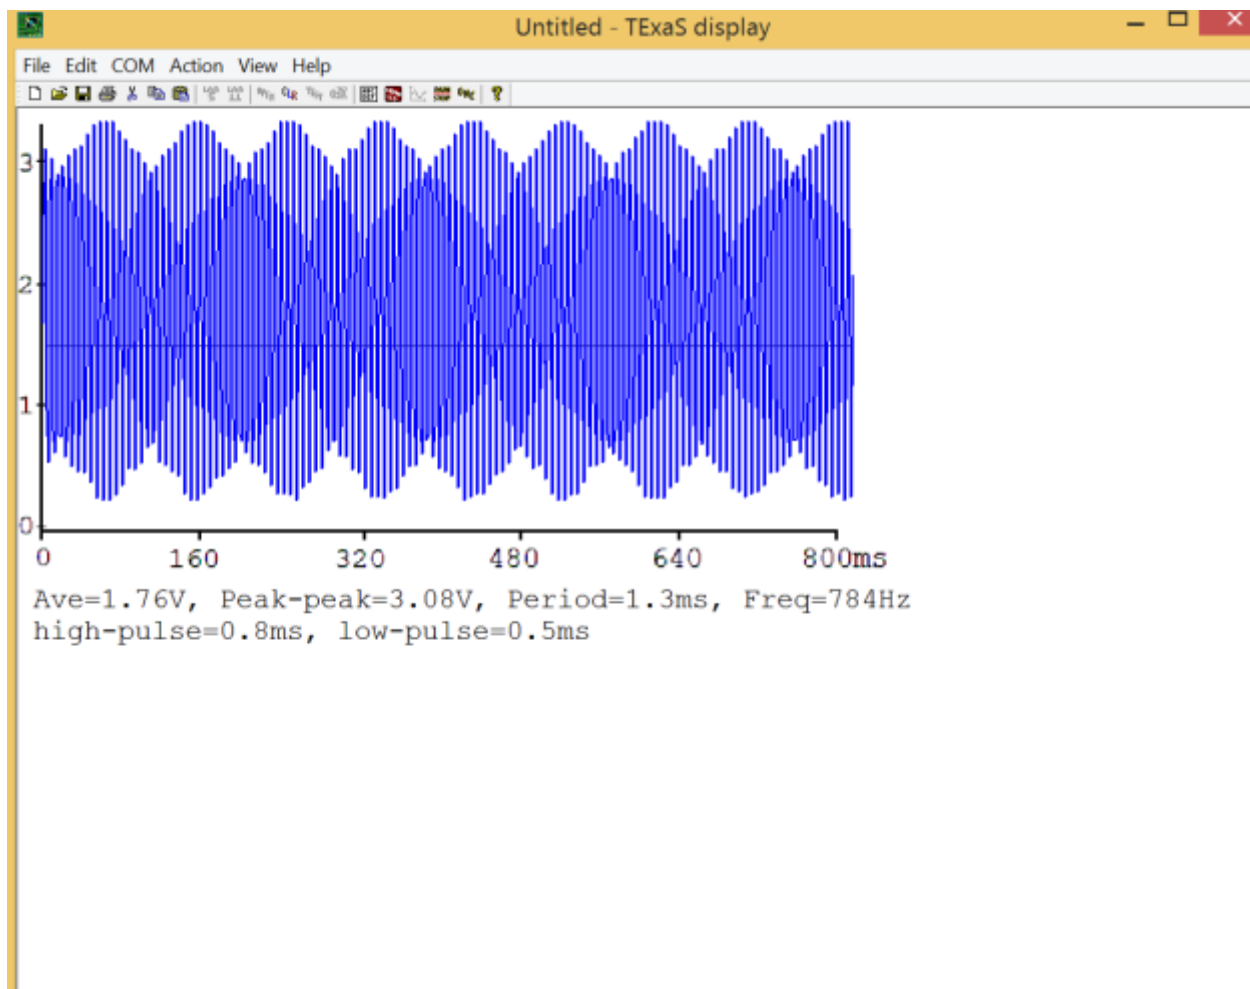 Untitled - TExaS display
File Edit COM Action View Help
3
2
1
0
0 160 320 480 640 800ms
Ave=1.76V, Peak-peak=3.08V, Period=1.3ms, Freq=784Hz
high-pulse=0.8ms, low-pulse=0.5ms